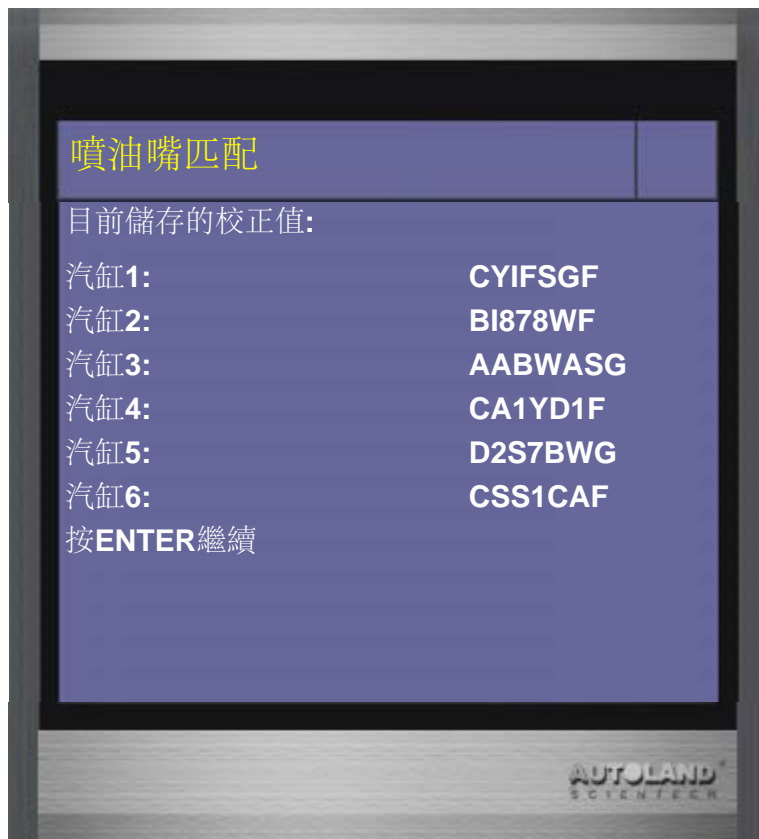 噴油嘴匹配
目前儲存的校正值:
汽缸1: CYIFSGF
汽缸2: BI878WF
汽缸3: AABWASG
汽缸4: CA1YD1F
汽缸5: D2S7BWG
汽缸6: CSS1CAF
按ENTER繼續
AUTOLAND
SCIENTECH